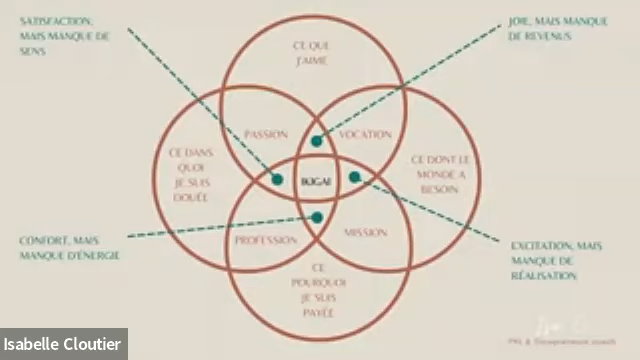 SATISFACTION,
MAIS MANQUE DE
SENS
JOIE, MAIS MANQUE
DE REVENUS
CE QUE
J'AIME
PASSION
VOCATION
CE DANS
QUOI
JE SUIS
DOUÉE
IKIGAI
CE DONT LE
MONDE A
BESOIN
PROFESSION
MISSION
CONFORT, MAIS
MANQUE D'ÉNERGIE
EXCITATION, MAIS
MANQUE DE
RÉALISATION
CE
POURQUOI
JE SUIS
PAYÉE
Isabelle Cloutier